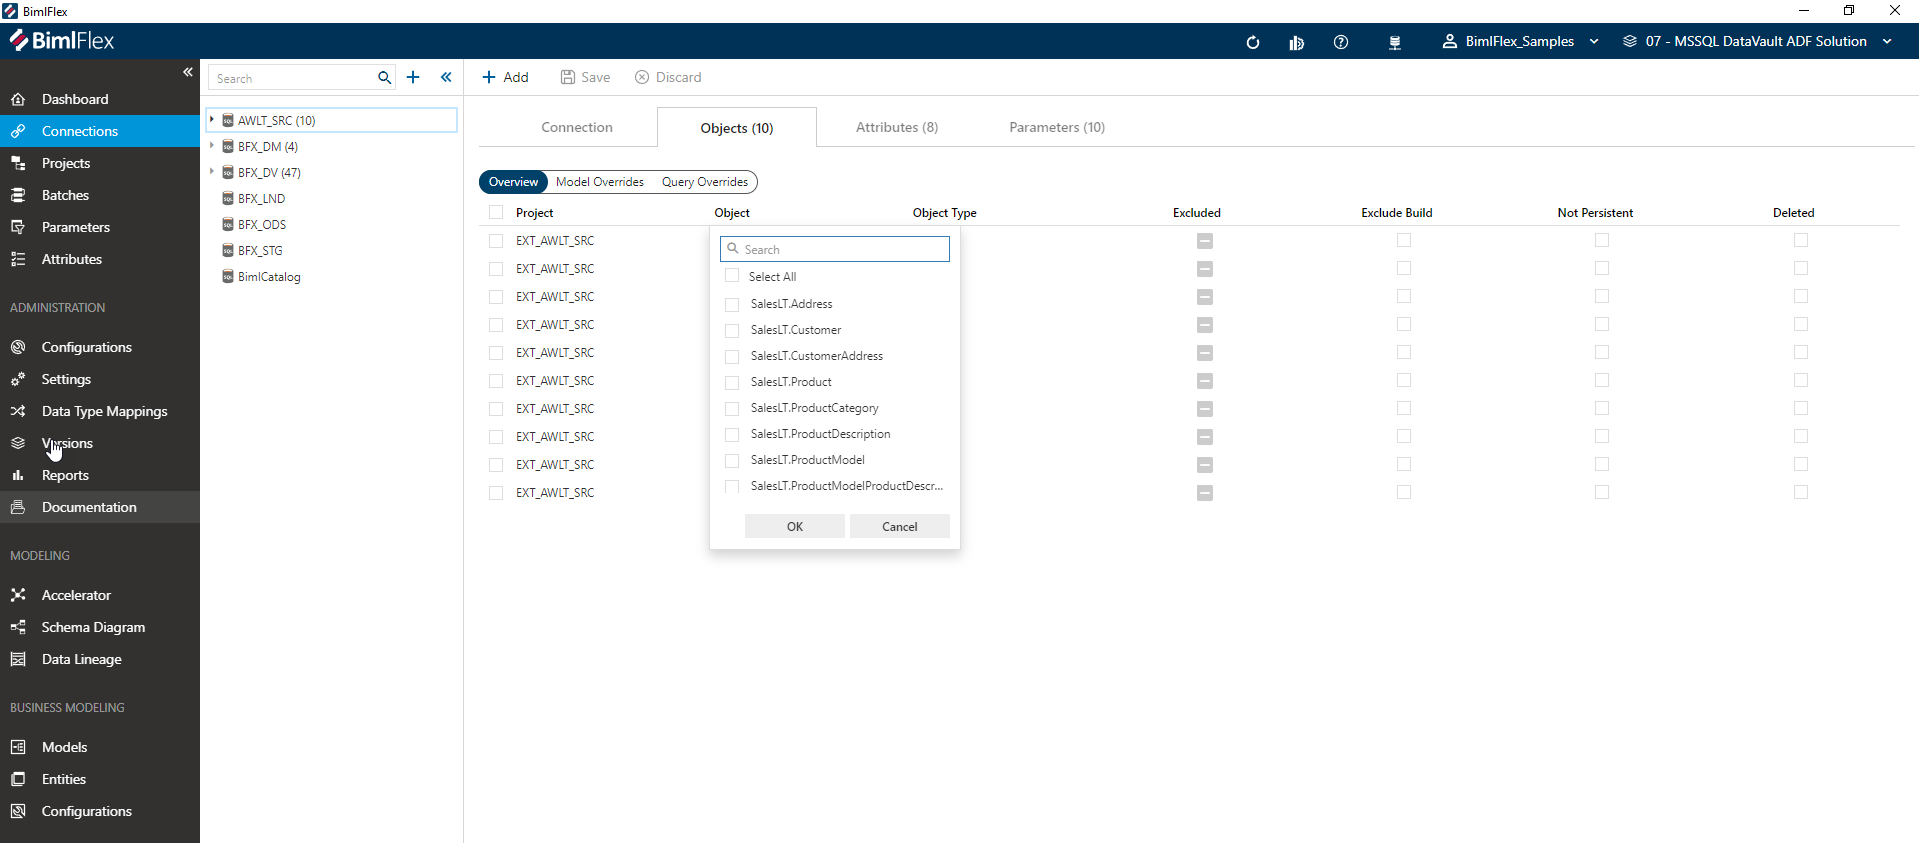 BimlFlex
BimlFlex
BimlFlex_Samples
07 - MSSQL DataVault ADF Solution
Dashboard
Connections
Projects
Batches
Parameters
Attributes
ADMINISTRATION
Configurations
Settings
Data Type Mappings
Versions
Reports
Documentation
MODELING
Accelerator
Schema Diagram
Data Lineage
BUSINESS MODELING
Models
Entities
Configurations
Search
AWLT_SRC (10)
BFX_DM (4)
BFX_DV (47)
BFX_LND
BFX_ODS
BFX_STG
BimlCatalog
Add Save Discard
Connection Objects (10) Attributes (8) Parameters (10)
Overview Model Overrides Query Overrides
Project Object Object Type Excluded Exclude Build Not Persistent Deleted
EXT_AWLT_SRC
EXT_AWLT_SRC
EXT_AWLT_SRC
EXT_AWLT_SRC
EXT_AWLT_SRC
EXT_AWLT_SRC
EXT_AWLT_SRC
EXT_AWLT_SRC
EXT_AWLT_SRC
EXT_AWLT_SRC
Search
Select All
SalesLT.Address
SalesLT.Customer
SalesLT.CustomerAddress
SalesLT.Product
SalesLT.ProductCategory
SalesLT.ProductDescription
SalesLT.ProductModel
SalesLT.ProductModelProductDescr...
OK Cancel